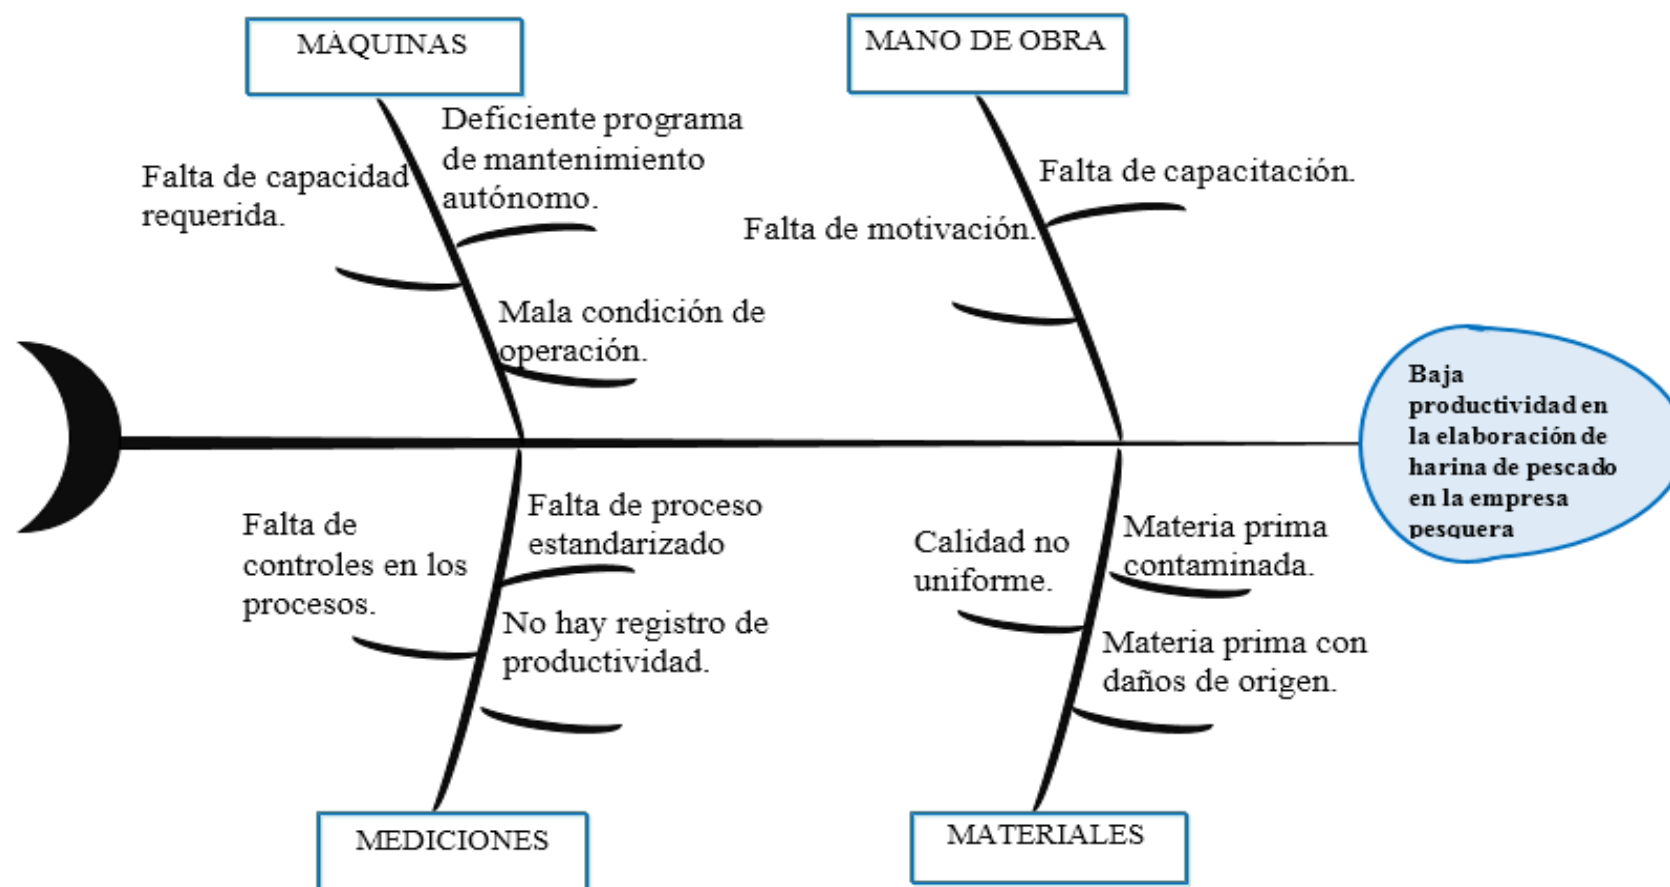 MÁQUINAS
MANO DE OBRA
Deficiente programa
de mantenimiento
autónomo.
Falta de capacidad
requerida.
Mala condición de
operación.
Falta de capacitación.
Falta de motivación.
Baja
productividad en
la elaboración de
harina de pescado
en la empresa
pesquera
Falta de
controles en los
procesos.
Falta de proceso
estandarizado
No hay registro de
productividad.
Calidad no
uniforme.
Materia prima
contaminada.
Materia prima con
daños de origen.
MEDICIONES
MATERIALES